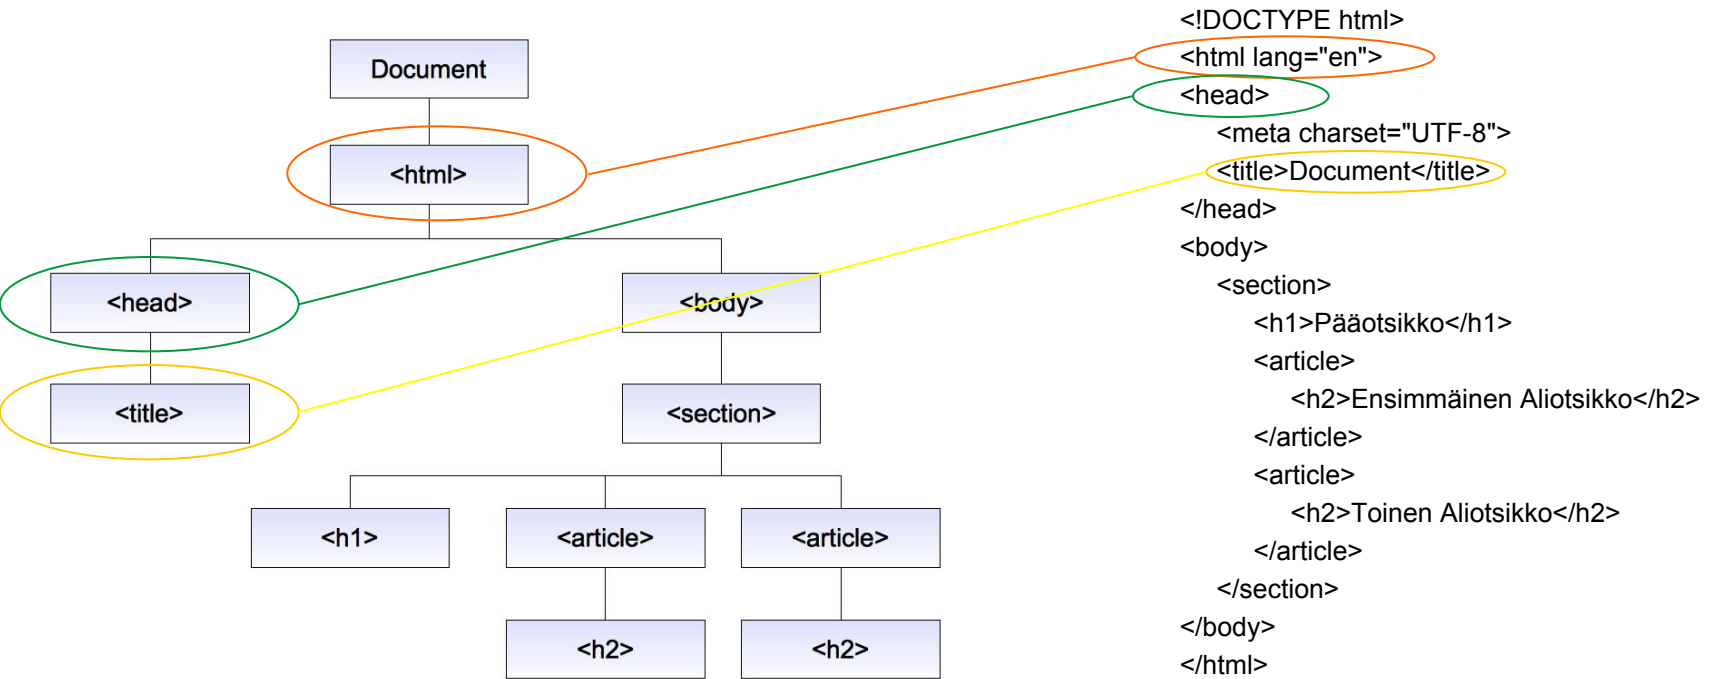 Document
<html>
<head>
<body>
<title>
<section>
<h1>
<article>
<article>
<h2>
<h2>
<!DOCTYPE html>
<html lang="en">
<head>
<meta charset="UTF-8">
<title>Document</title>
</head>
<body>
<section>
<h1>Pääotsikko</h1>
<article>
<h2>Ensimmäinen Aliotsikko</h2>
</article>
<article>
<h2>Toinen Aliotsikko</h2>
</article>
</section>
</body>
</html>